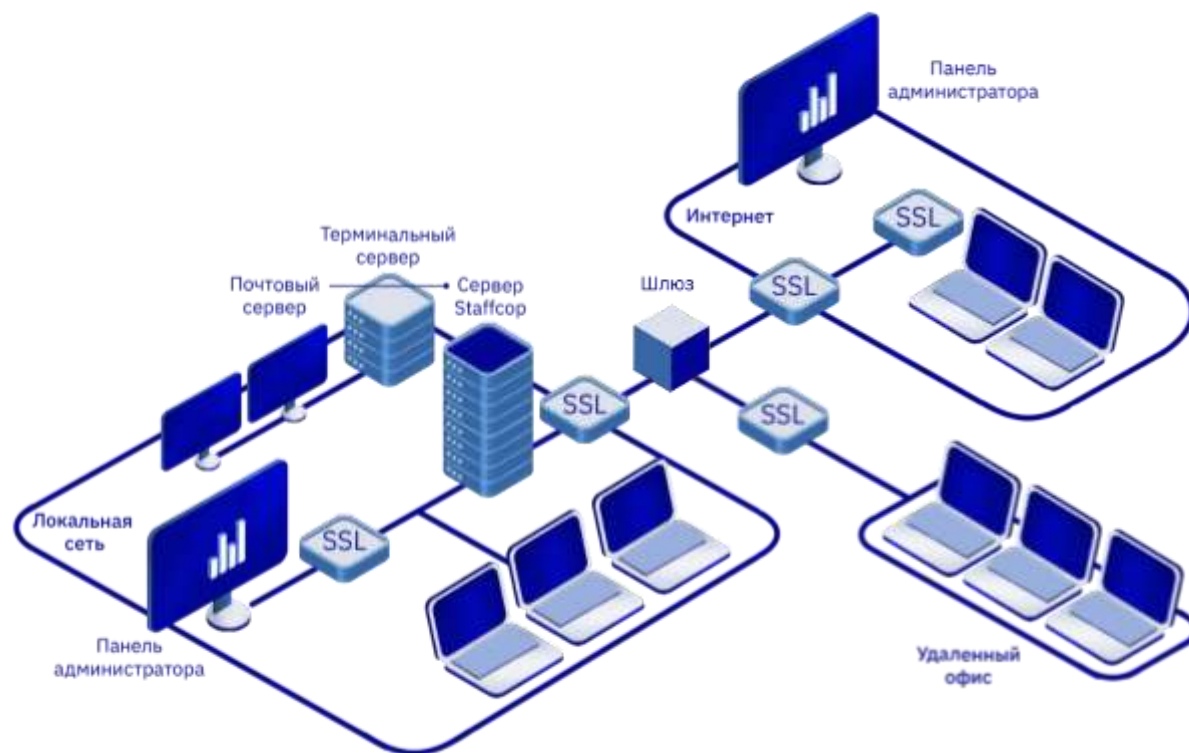 Панель
администратора
Интернет
SSL
Терминальный
сервер
Почтовый
сервер
Сервер
Staffcop
Шлюз
SSL
SSL
SSL
Локальная
сеть
SSL
Панель
администратора
Удаленный
офис